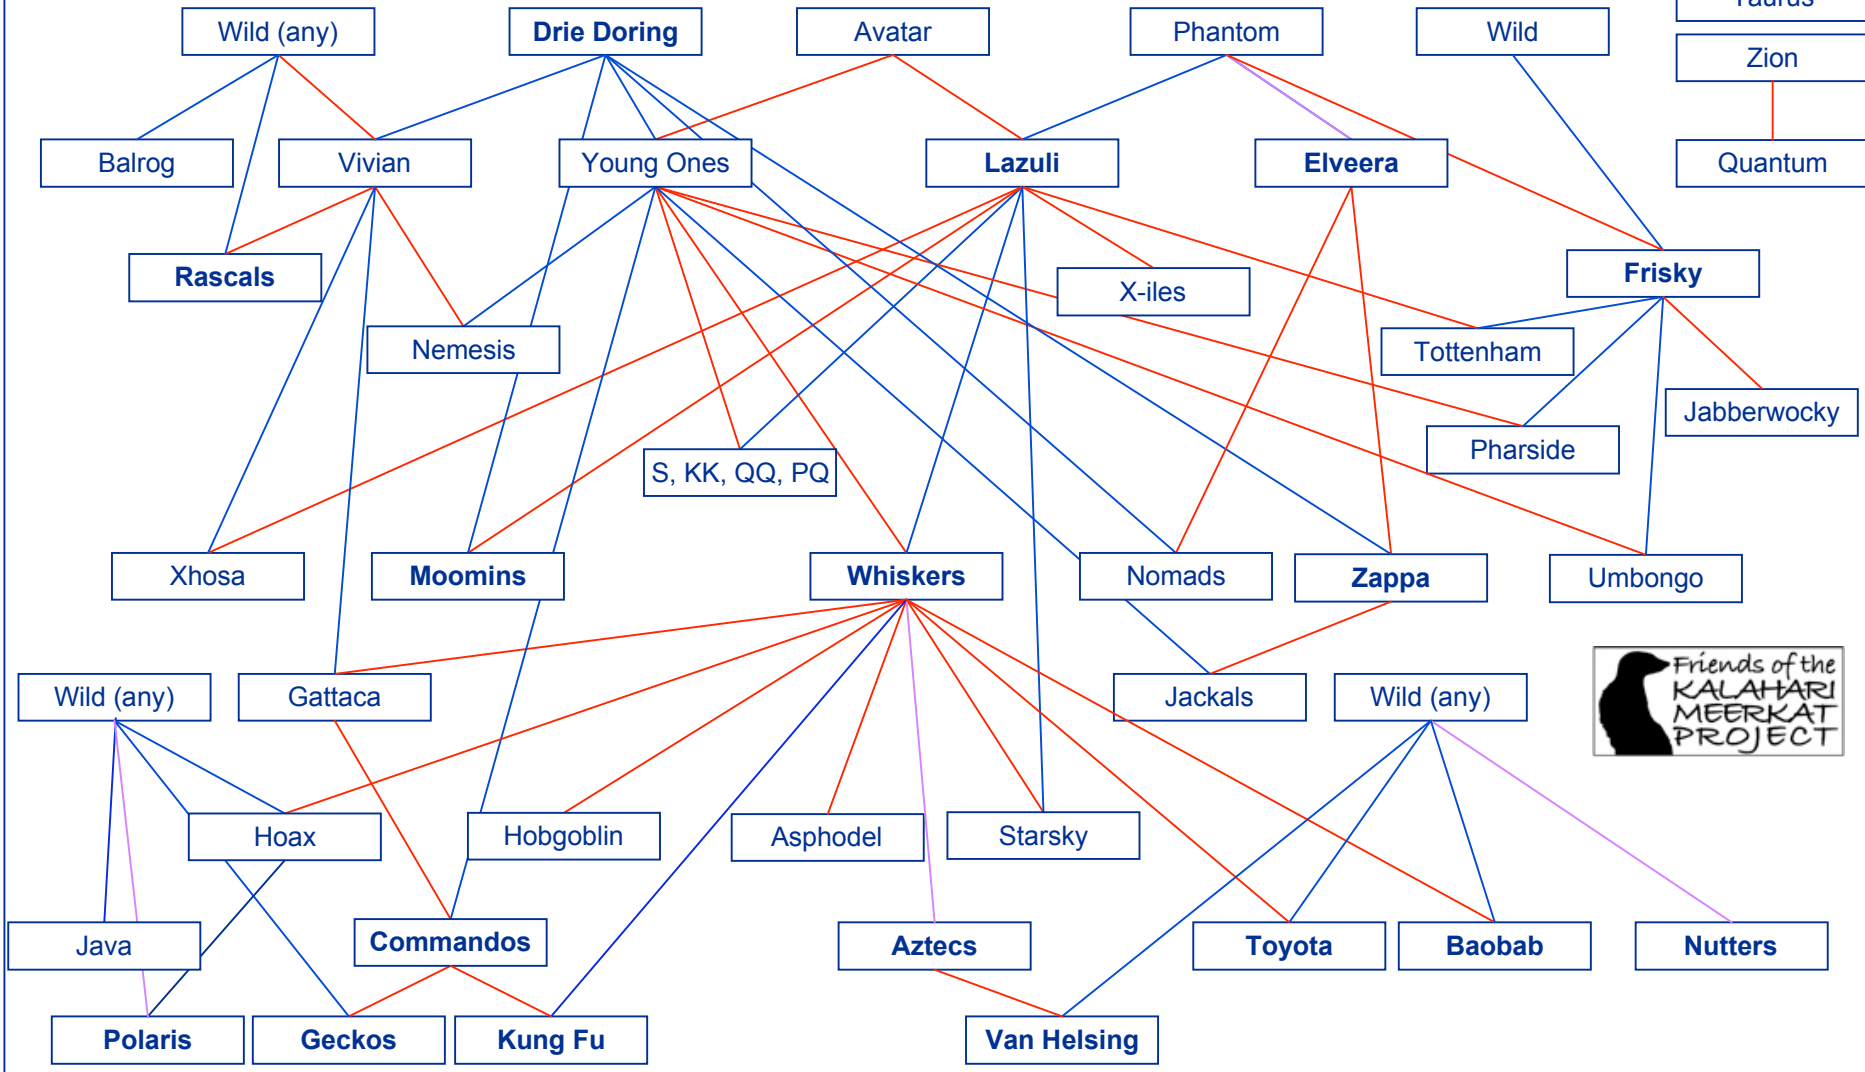 Taurus
Wild (any)
Drie Doring
Avatar
Phantom
Wild
Zion
Balrog
Vivian
Young Ones
Lazuli
Elveera
Quantum
Rascals
Frisky
X-iles
Nemesis
Tottenham
Jabberwocky
Pharside
S, KK, QQ, PQ
Xhosa
Moomins
Whiskers
Nomads
Zappa
Umbongo
Friends of the
KALAHARI
MEERKAT
PROJECT
Wild (any)
Gattaca
Jackals
Wild (any)
Hoax
Hobgoblin
Asphodel
Starsky
Java
Commandos
Aztecs
Toyota
Baobab
Nutters
Polaris
Geckos
Kung Fu
Van Helsing